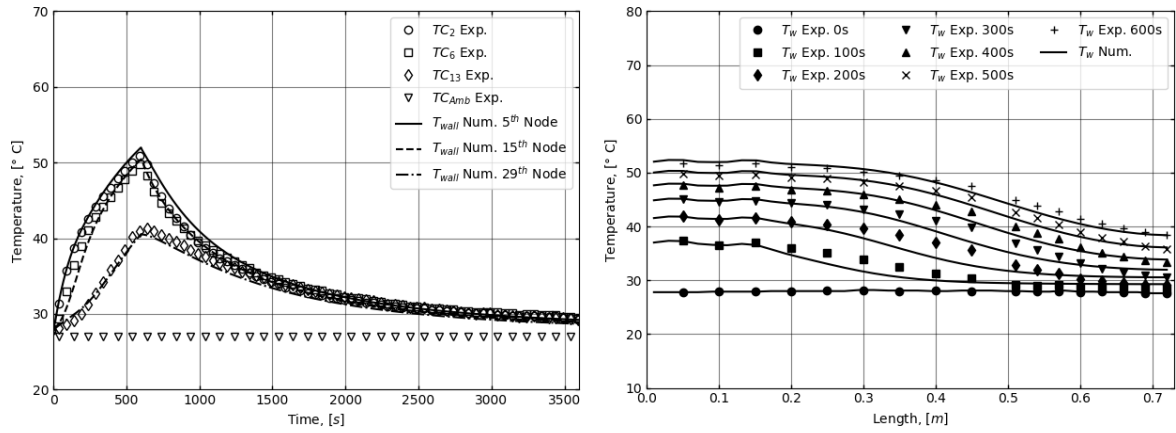 70
60
50
40
30
20
Temperature, [° C]
0
500
1000
1500
2000
2500
3000
3500
Time, [s]
TC2 Exp.
TC6 Exp.
TC13 Exp.
TCAmb Exp.
Twall Num. 5th Node
Twall Num. 15th Node
Twall Num. 29th Node
80
70
60
50
40
30
20
10
Temperature, [° C]
0.0
0.1
0.2
0.3
0.4
0.5
0.6
0.7
Length, [m]
Tw Exp. 0s
Tw Exp. 100s
Tw Exp. 200s
Tw Exp. 300s
Tw Exp. 400s
Tw Exp. 500s
Tw Exp. 600s
Tw Num.